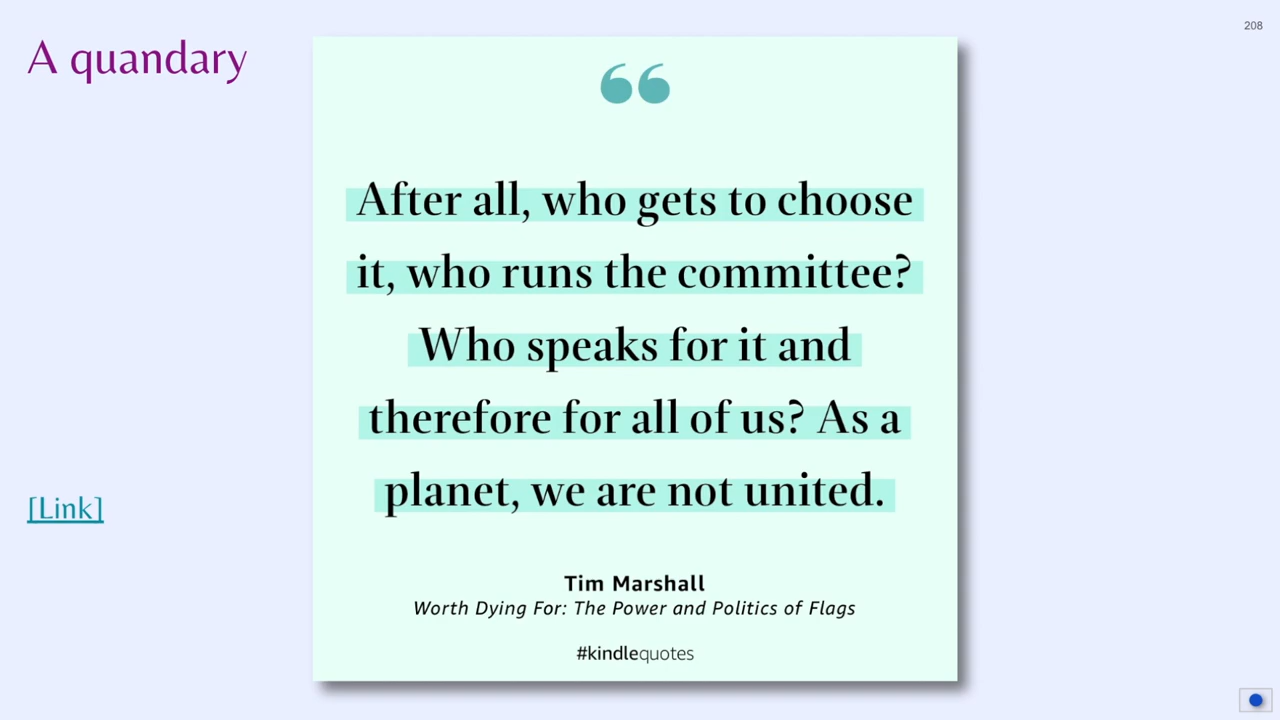 A quandary
208
“
After all, who gets to choose
it, who runs the committee?
Who speaks for it and
therefore for all of us? As a
planet, we are not united.
[Link]
Tim Marshall
Worth Dying For: The Power and Politics of Flags
#kindlequotes